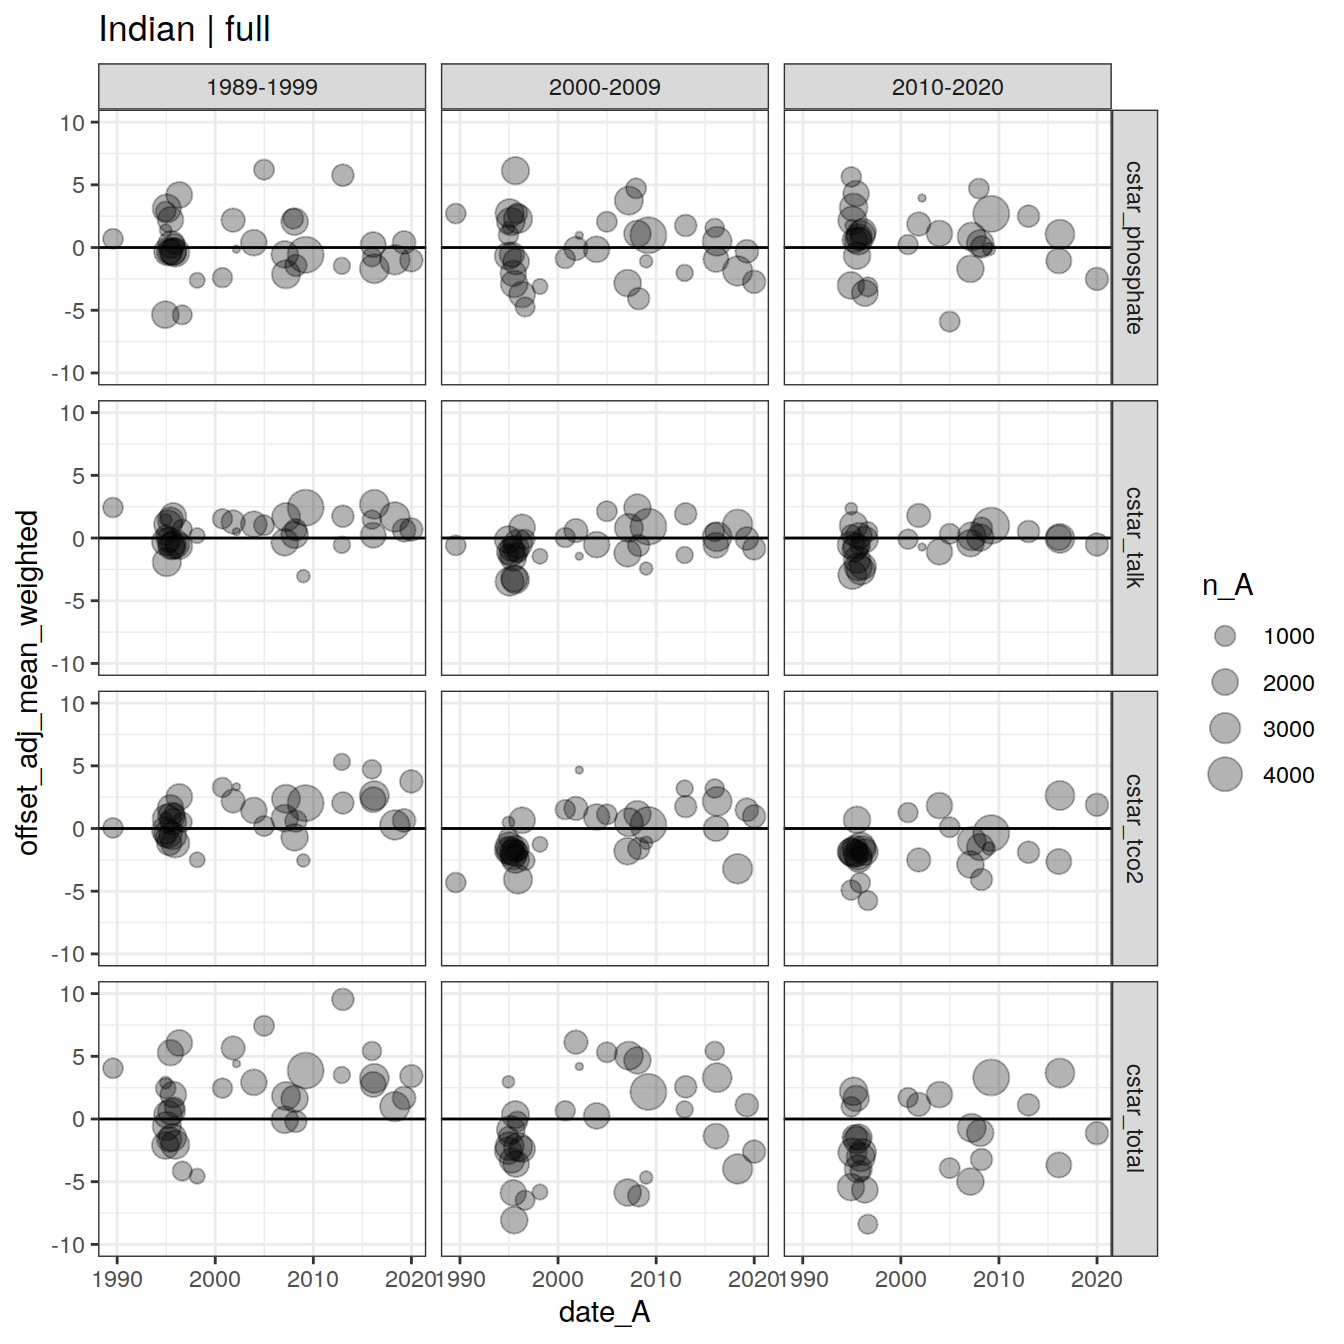 Indian | full
1989-1999 2000-2009 2010-2020
10
5
0
-5
-10
cstar_phosphate
10
5
0
-5
-10
cstar_talk
10
5
0
-5
-10
cstar_tco2
10
5
0
-5
-10
cstar_total
offset_adj_mean_weighted
1990 2000 2010 2020 1990 2000 2010 2020 1990 2000 2010 2020
date_A
n_A
1000
2000
3000
4000